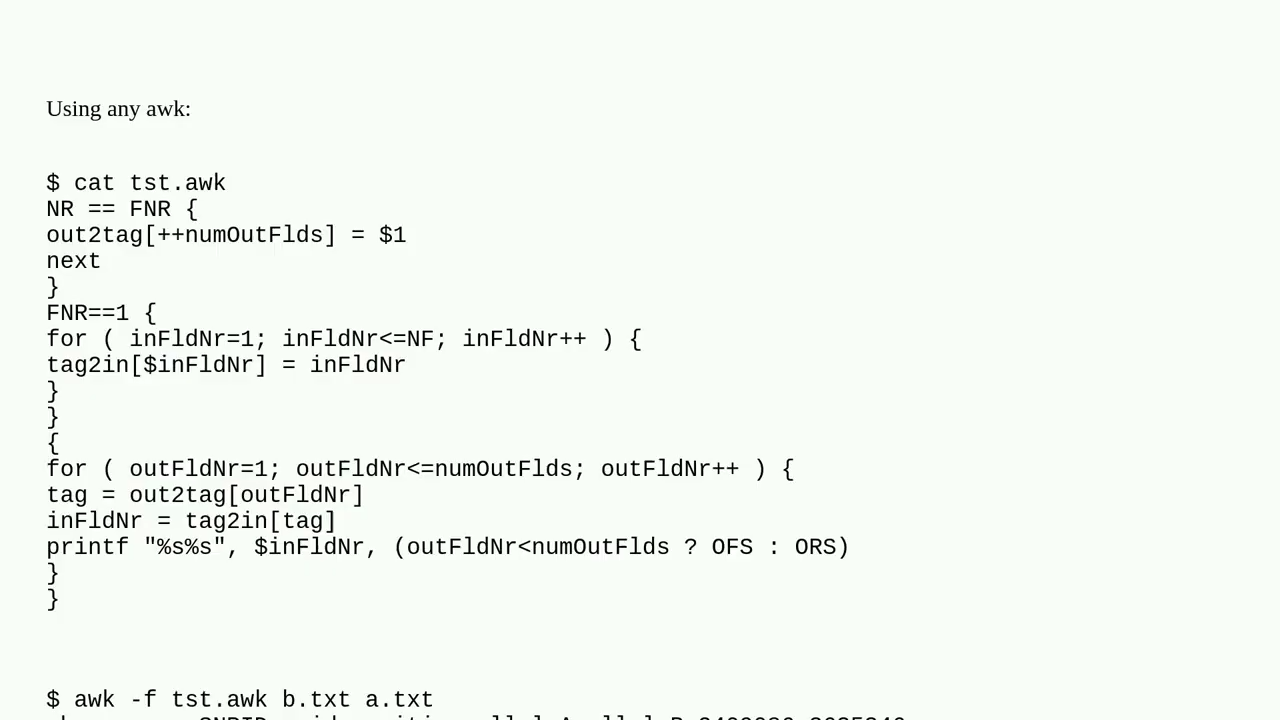 Using any awk:
$ cat tst.awk
NR == FNR {
out2tag[++numOutFlds] = $1
next
}
FNR==1 {
for ( inFldNr=1; inFldNr<=NF; inFldNr++ ) {
tag2in[$inFldNr] = inFldNr
}
}
{
for ( outFldNr=1; outFldNr<=numOutFlds; outFldNr++ ) {
tag = out2tag[outFldNr]
inFldNr = tag2in[tag]
printf "%s%s", $inFldNr, (outFldNr<numOutFlds ? OFS : ORS)
}
}
$ awk -f tst.awk b.txt a.txt